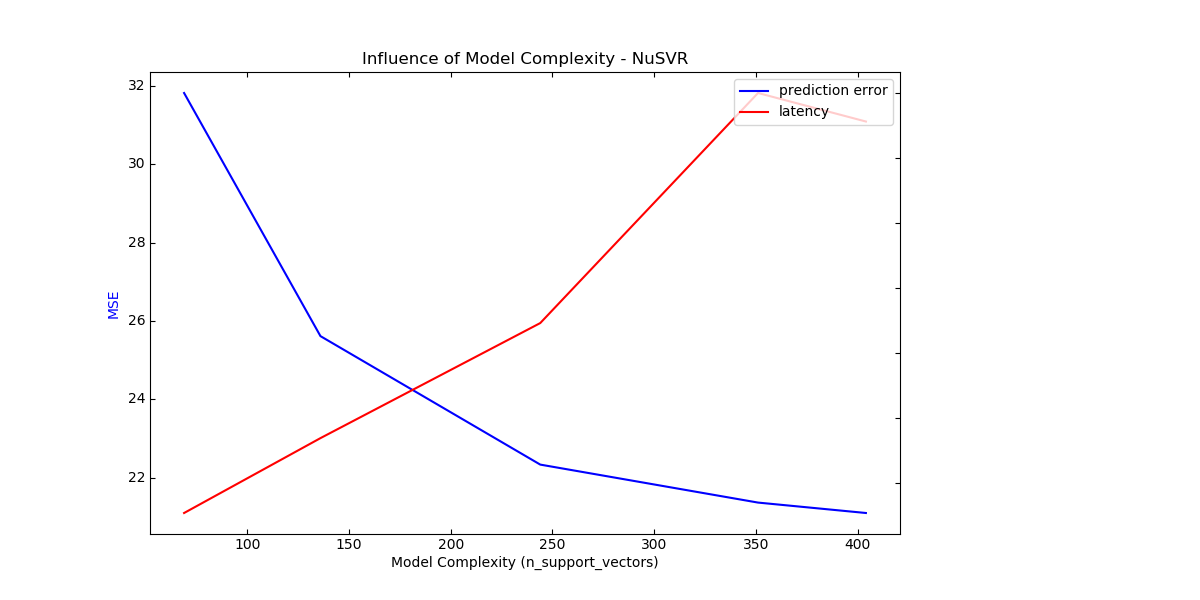 Influence of Model Complexity - NuSVR
prediction error
latency
32
30
28
26
24
22
MSE
100 150 200 250 300 350 400
Model Complexity (n_support_vectors)